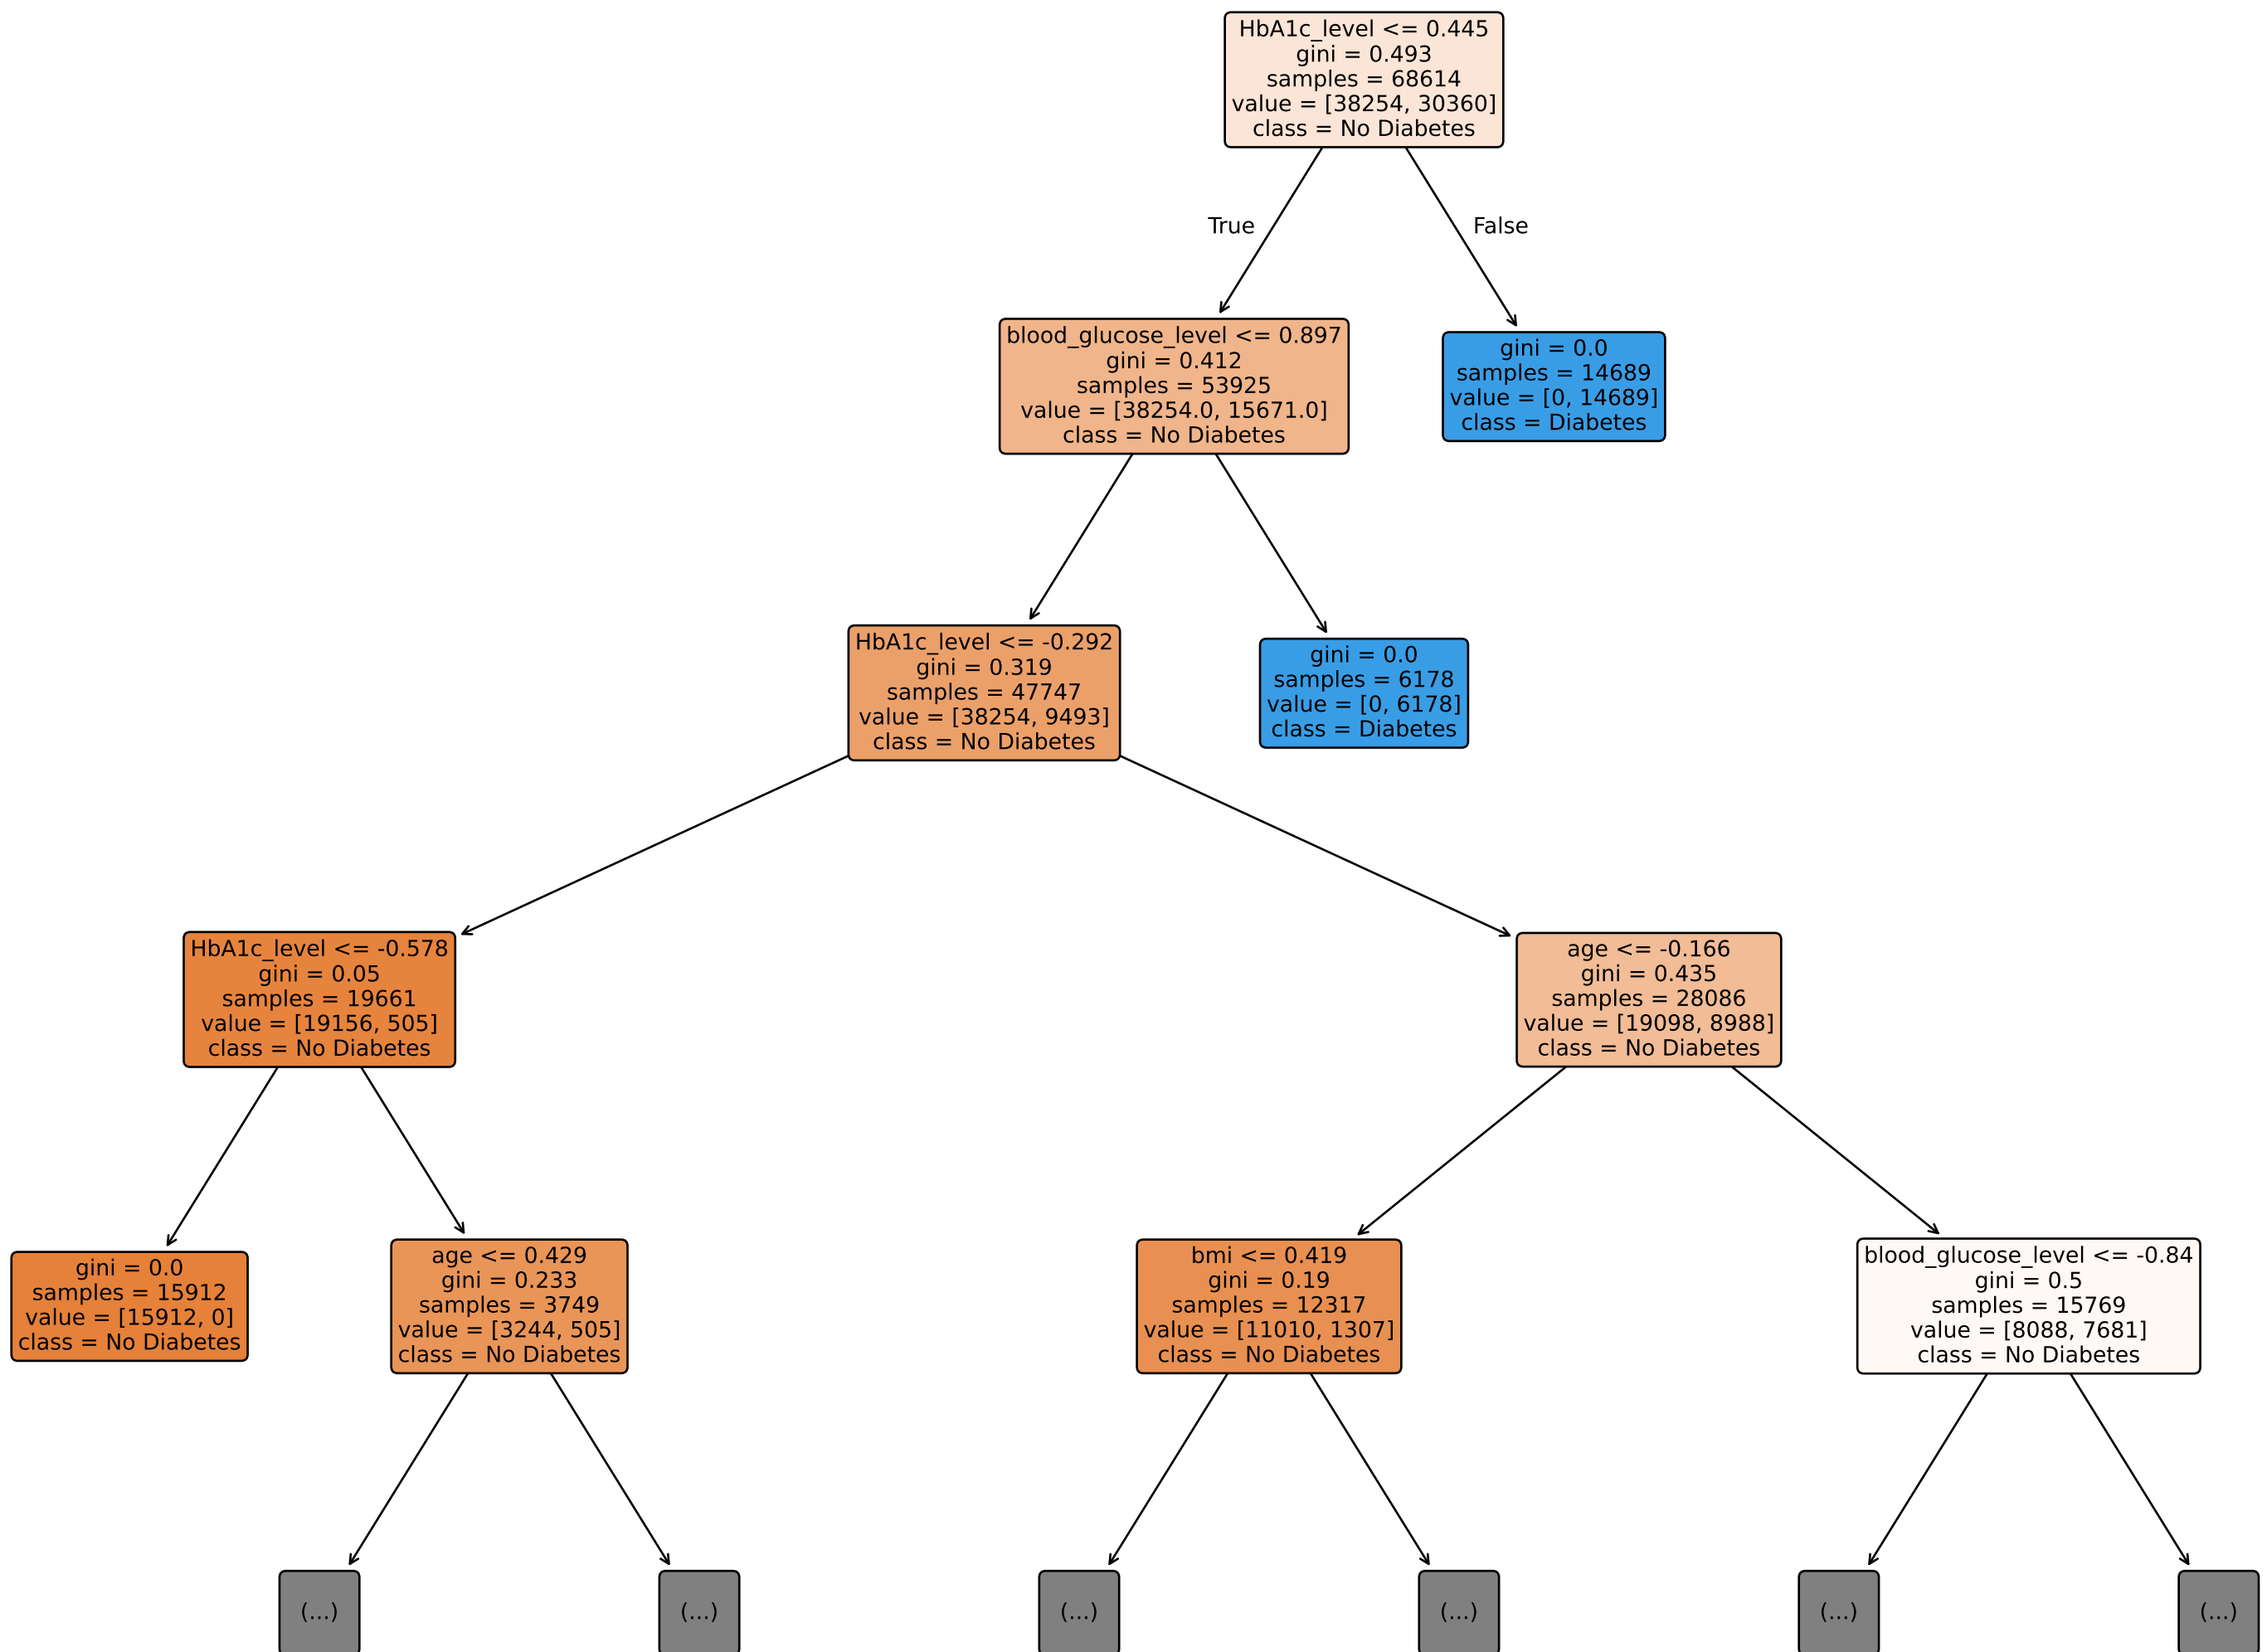 HbA1c_level <= 0.445
gini = 0.493
samples = 68614
value = [38254, 30360]
class = No Diabetes
True
False
blood_glucose_level <= 0.897
gini = 0.412
samples = 53925
value = [38254.0, 15671.0]
class = No Diabetes
gini = 0.0
samples = 14689
value = [0, 14689]
class = Diabetes
HbA1c_level <= -0.292
gini = 0.319
samples = 47747
value = [38254, 9493]
class = No Diabetes
gini = 0.0
samples = 6178
value = [0, 6178]
class = Diabetes
HbA1c_level <= -0.578
gini = 0.05
samples = 19661
value = [19156, 505]
class = No Diabetes
age <= -0.166
gini = 0.435
samples = 28086
value = [19098, 8988]
class = No Diabetes
gini = 0.0
samples = 15912
value = [15912, 0]
class = No Diabetes
age <= 0.429
gini = 0.233
samples = 3749
value = [3244, 505]
class = No Diabetes
bmi <= 0.419
gini = 0.19
samples = 12317
value = [11010, 1307]
class = No Diabetes
blood_glucose_level <= -0.84
gini = 0.5
samples = 15769
value = [8088, 7681]
class = No Diabetes
(...)
(...)
(...)
(...)
(...)
(...)